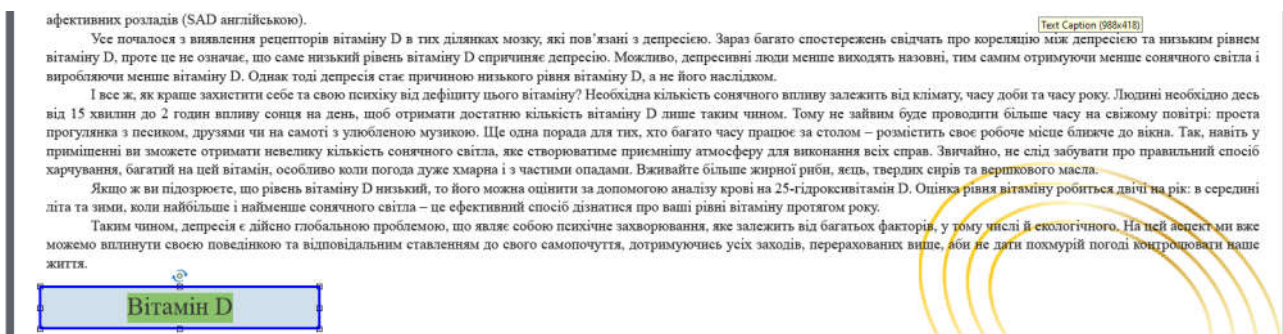 афективних розладів (SAD англійською).
Text Caption (988x418)
Усе почалося з виявлення рецепторів вітаміну D в тих ділянках мозку, які пов’язані з депресією. Зараз багато спостережень свідчать про кореляцію між депресією та низьким рівнем
вітаміну D, проте це не означає, що саме низький рівень вітаміну D спричиняє депресію. Можливо, депресивні люди менше виходять назовні, тим самим отримуючи менше сонячного світла і
виробляючи менше вітаміну D. Однак тоді депресія стає причиною низького рівня вітаміну D, а не його наслідком.
І все ж, як краще захистити себе та свою психіку від дефіциту цього вітаміну? Необхідна кількість сонячного впливу залежить від клімату, часу доби та часу року. Людині необхідно десь
від 15 хвилин до 2 годин впливу сонця на день, щоб отримати достатню кількість вітаміну D лише таким чином. Тому не зайвим буде проводити більше часу на свіжому повітрі: проста
прогулянка з песиком, друзями чи на самоті з улюбленою музикою. Ще одна порада для тих, хто багато часу працює за столом – розмістить своє робоче місце ближче до вікна. Так, навіть у
приміщенні ви зможете отримати невелику кількість сонячного світла, яке створюватиме приємнішу атмосферу для виконання всіх справ. Звичайно, не слід забувати про правильний спосіб
харчування, багатий на цей вітамін, особливо коли погода дуже хмарна і з частими опадами. Вживайте більше жирної риби, яєць, твердих сирів та вершкового масла.
Якщо ж ви підозрюєте, що рівень вітаміну D низький, то його можна оцінити за допомогою аналізу крові на 25-гідроксивітамін D. Оцінка рівня вітаміну робиться двічі на рік: в середині
літа та зими, коли найбільше і найменше сонячного світла – це ефективний спосіб дізнатися про ваші рівні вітаміну протягом року.
Таким чином, депресія є дійсно глобальною проблемою, що являє собою психічне захворювання, яке залежить від багатьох факторів, у тому числі й екологічного. На цей аспект ми вже
можемо вплинути своєю поведінкою та відповідальним ставленням до свого самопочуття, дотримуючись усіх заходів, перерахованих вище, аби не дати похмурій погоді контролювати наше
життя.
Вітамін D